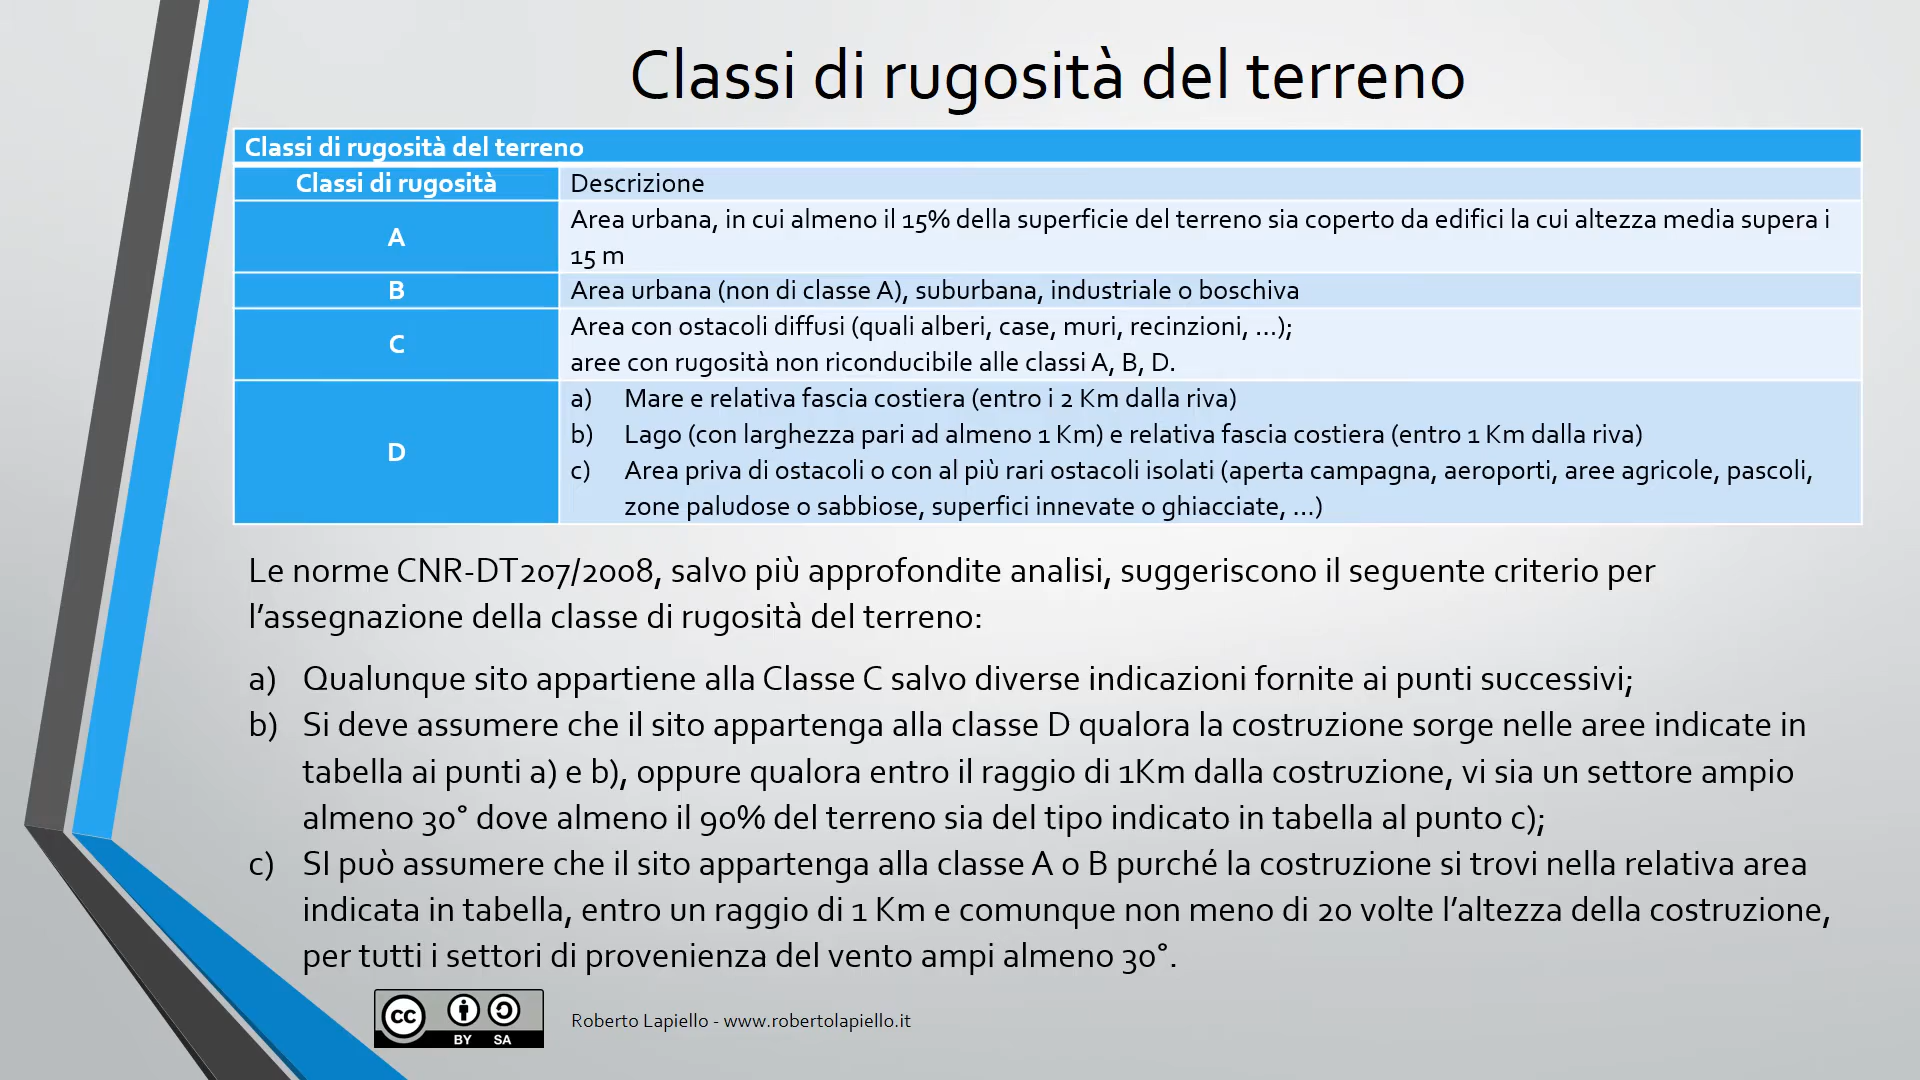 Classi di rugosità del terreno
Classi di rugosità del terreno
Classi di rugosità
Descrizione
A
Area urbana, in cui almeno il 15% della superficie del terreno sia coperto da edifici la cui altezza media supera i
15 m
B
Area urbana (non di classe A), suburbana, industriale o boschiva
C
Area con ostacoli diffusi (quali alberi, case, muri, recinzioni, ...);
aree con rugosità non riconducibile alle classi A, B, D.
D
a) Mare e relativa fascia costiera (entro i 2 Km dalla riva)
b) Lago (con larghezza pari ad almeno 1 Km) e relativa fascia costiera (entro 1 Km dalla riva)
c) Area priva di ostacoli o con al più rari ostacoli isolati (aperta campagna, aeroporti, aree agricole, pascoli,
zone paludose o sabbiose, superfici innevate o ghiacciate, ...)
Le norme CNR-DT207/2008, salvo più approfondite analisi, suggeriscono il seguente criterio per
l'assegnazione della classe di rugosità del terreno:
a) Qualunque sito appartiene alla Classe C salvo diverse indicazioni fornite ai punti successivi;
b) Si deve assumere che il sito appartenga alla classe D qualora la costruzione sorge nelle aree indicate in
tabella ai punti a) e b), oppure qualora entro il raggio di 1Km dalla costruzione, vi sia un settore ampio
almeno 30° dove almeno il 90% del terreno sia del tipo indicato in tabella al punto c);
c) SI può assumere che il sito appartenga alla classe A o B purché la costruzione si trovi nella relativa area
indicata in tabella, entro un raggio di 1 Km e comunque non meno di 20 volte l'altezza della costruzione,
per tutti i settori di provenienza del vento ampi almeno 30°.
cc
BY SA
Roberto Lapiello - www.robertolapiello.it